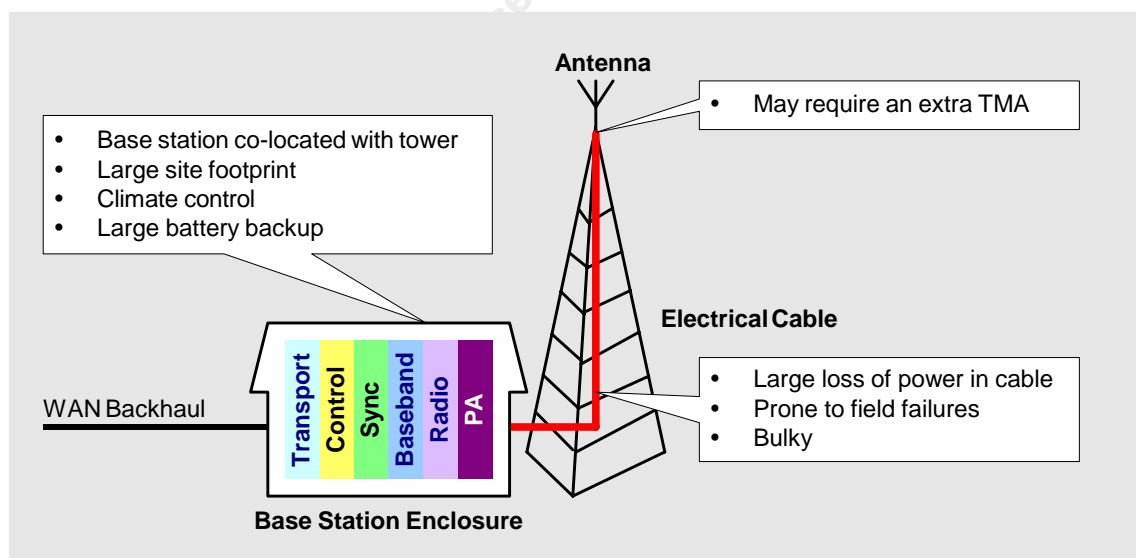 Antenna
• May require an extra TMA
• Base station co-located with tower
• Large site footprint
• Climate control
• Large battery backup
Electrical Cable
• Large loss of power in cable
• Prone to field failures
• Bulky
WAN Backhaul
Transport
Control
Sync
Baseband
Radio
PA
Base Station Enclosure